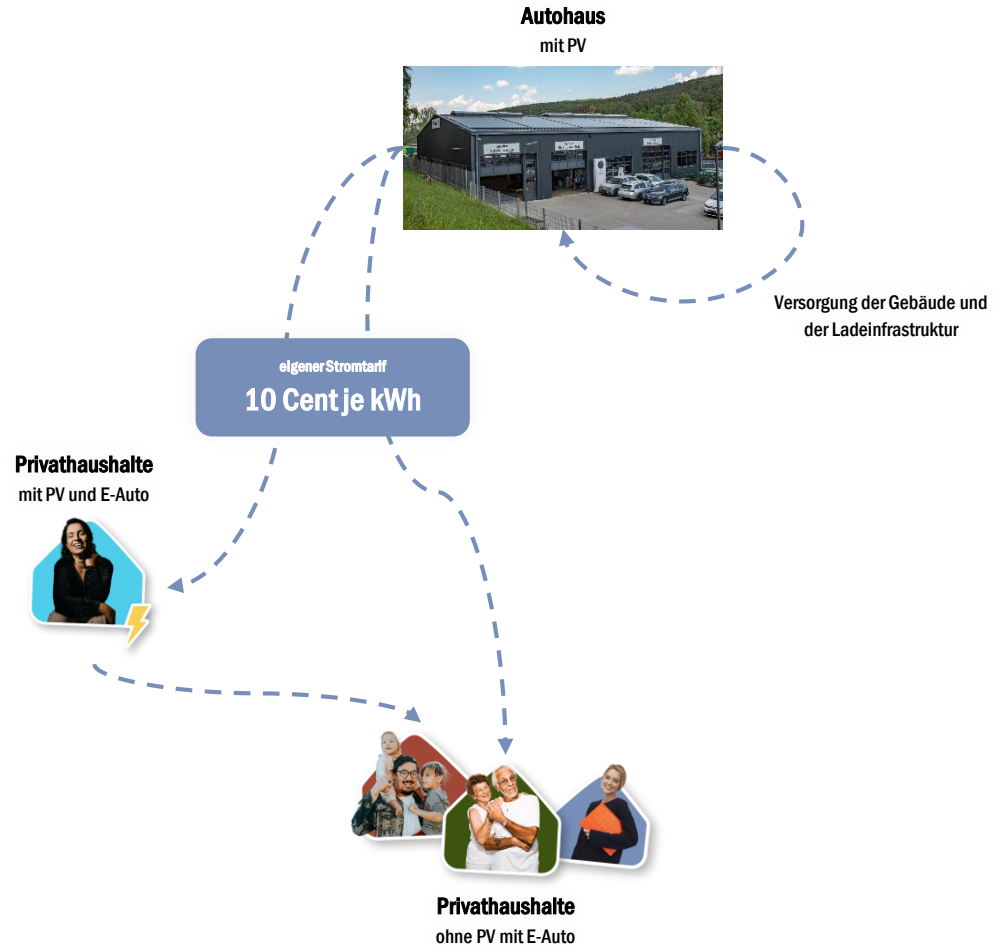 Autohaus
mit PV
Versorgung der Gebäude und
der Ladeinfrastruktur
eigener Stromtarif
10 Cent je kWh
Privathaushalte
mit PV und E-Auto
Privathaushalte
ohne PV mit E-Auto